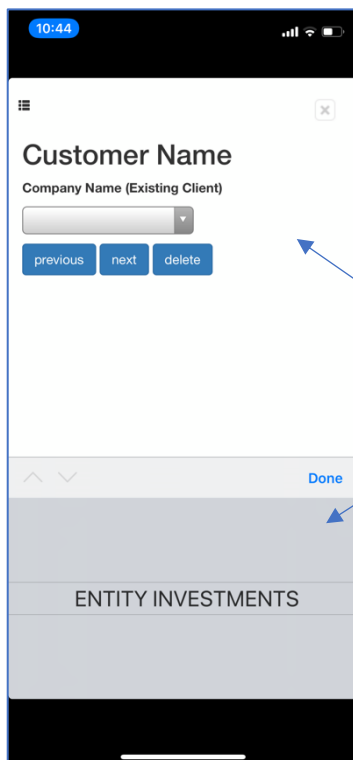 10:44
Customer Name
Company Name (Existing Client)
previous next delete
Done
ENTITY INVESTMENTS